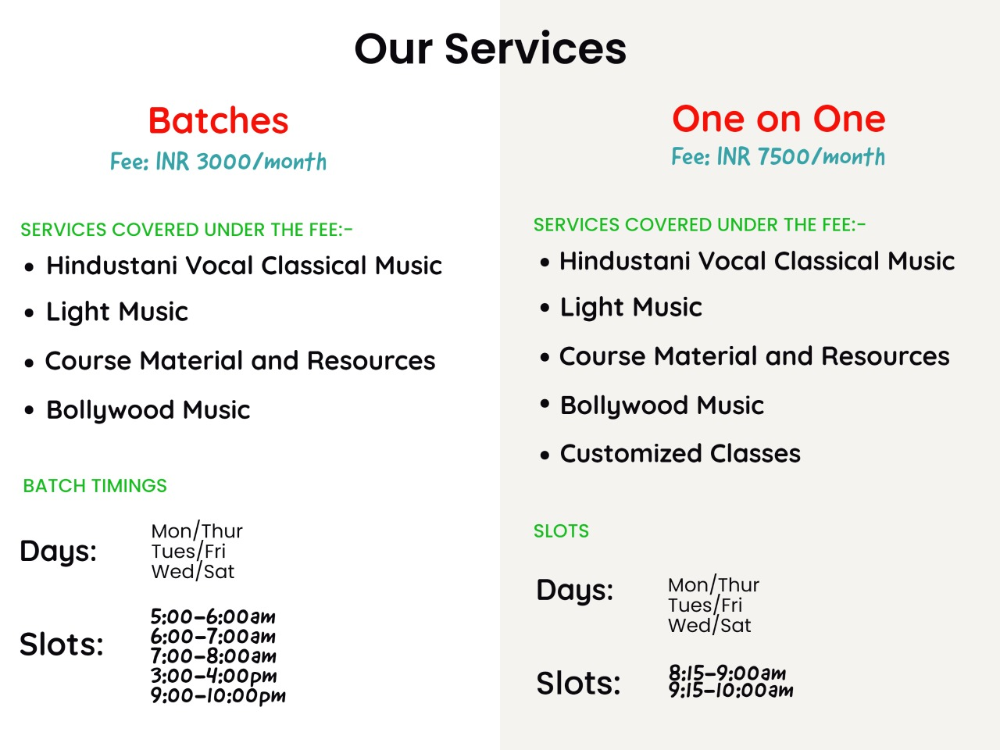 Our Services
Batches
Fee: INR 3000/month
SERVICES COVERED UNDER THE FEE:-
• Hindustani Vocal Classical Music
• Light Music
• Course Material and Resources
• Bollywood Music
BATCH TIMINGS
Days:
Mon/Thur
Tues/Fri
Wed/Sat
Slots:
5:00-6:00am
6:00-7:00am
7:00-8:00am
3:00-4:00pm
9:00-10:00pm
One on One
Fee: INR 7500/month
SERVICES COVERED UNDER THE FEE:-
• Hindustani Vocal Classical Music
• Light Music
• Course Material and Resources
• Bollywood Music
• Customized Classes
SLOTS
Days:
Mon/Thur
Tues/Fri
Wed/Sat
Slots:
8:15-9:00am
9:15-10:00am